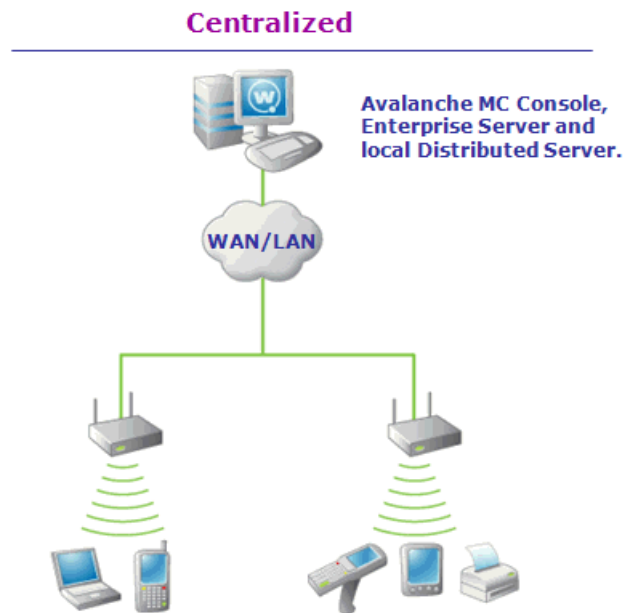 Centralized
Avalanche MC Console,
Enterprise Server and
local Distributed Server.
WAN/LAN